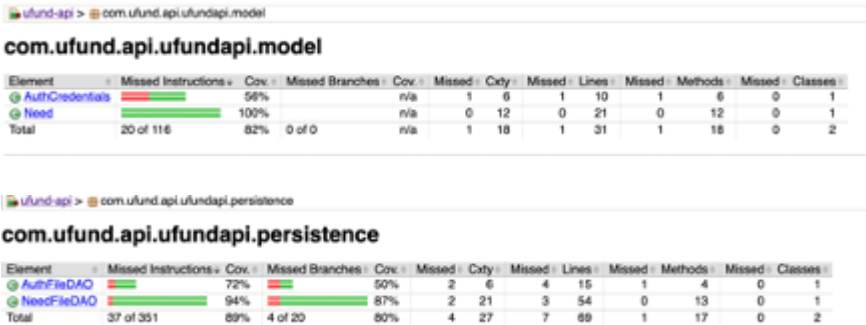 ufund-api > com.ufund.api.ufundapi.model
com.ufund.api.ufundapi.model
Element Missed Instructions Cov. Missed Branches Cov. Missed Cxty Missed Lines Missed Methods Missed Classes
AuthCredentials 56% n/a 1 6 1 10 1 6 0 1
Need 100% n/a 0 12 0 21 0 12 0 1
Total 20 of 116 82% 0 of 0 n/a 1 18 1 31 1 18 0 2
ufund-api > com.ufund.api.ufundapi.persistence
com.ufund.api.ufundapi.persistence
Element Missed Instructions Cov. Missed Branches Cov. Missed Cxty Missed Lines Missed Methods Missed Classes
AuthFileDAO 72% 50% 2 6 4 15 1 4 0 1
NeedFileDAO 94% 87% 2 21 3 54 0 13 0 1
Total 37 of 351 89% 4 of 20 80% 4 27 7 69 1 17 0 2